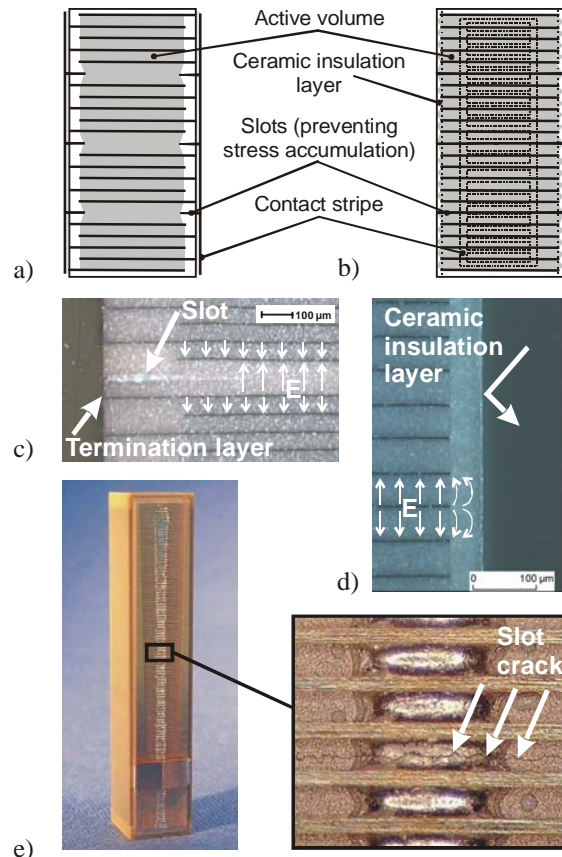 Active volume
Ceramic insulation
layer
Slots (preventing
stress accumulation)
Contact stripe
a)
b)
Slot
100 µm
E
Termination layer
c)
Ceramic
insulation
layer
E
0
100 µm
d)
Slot
crack
e)